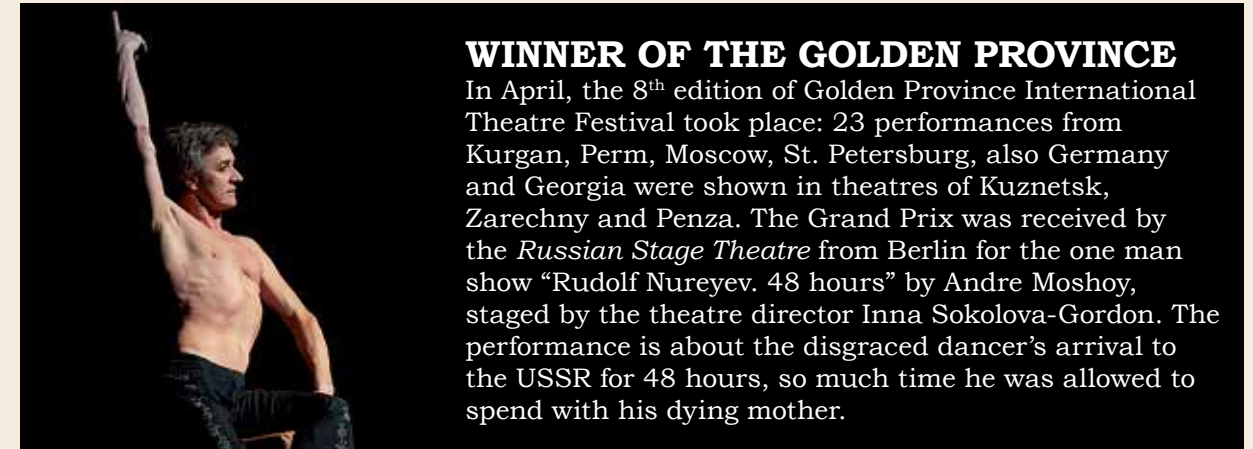 WINNER OF THE GOLDEN PROVINCE
In April, the 8th edition of Golden Province International
Theatre Festival took place: 23 performances from
Kurgan, Perm, Moscow, St. Petersburg, also Germany
and Georgia were shown in theatres of Kuznetsk,
Zarechny and Penza. The Grand Prix was received by
the Russian Stage Theatre from Berlin for the one man
show “Rudolf Nureyev. 48 hours” by Andre Moshoy,
staged by the theatre director Inna Sokolova-Gordon. The
performance is about the disgraced dancer’s arrival to
the USSR for 48 hours, so much time he was allowed to
spend with his dying mother.